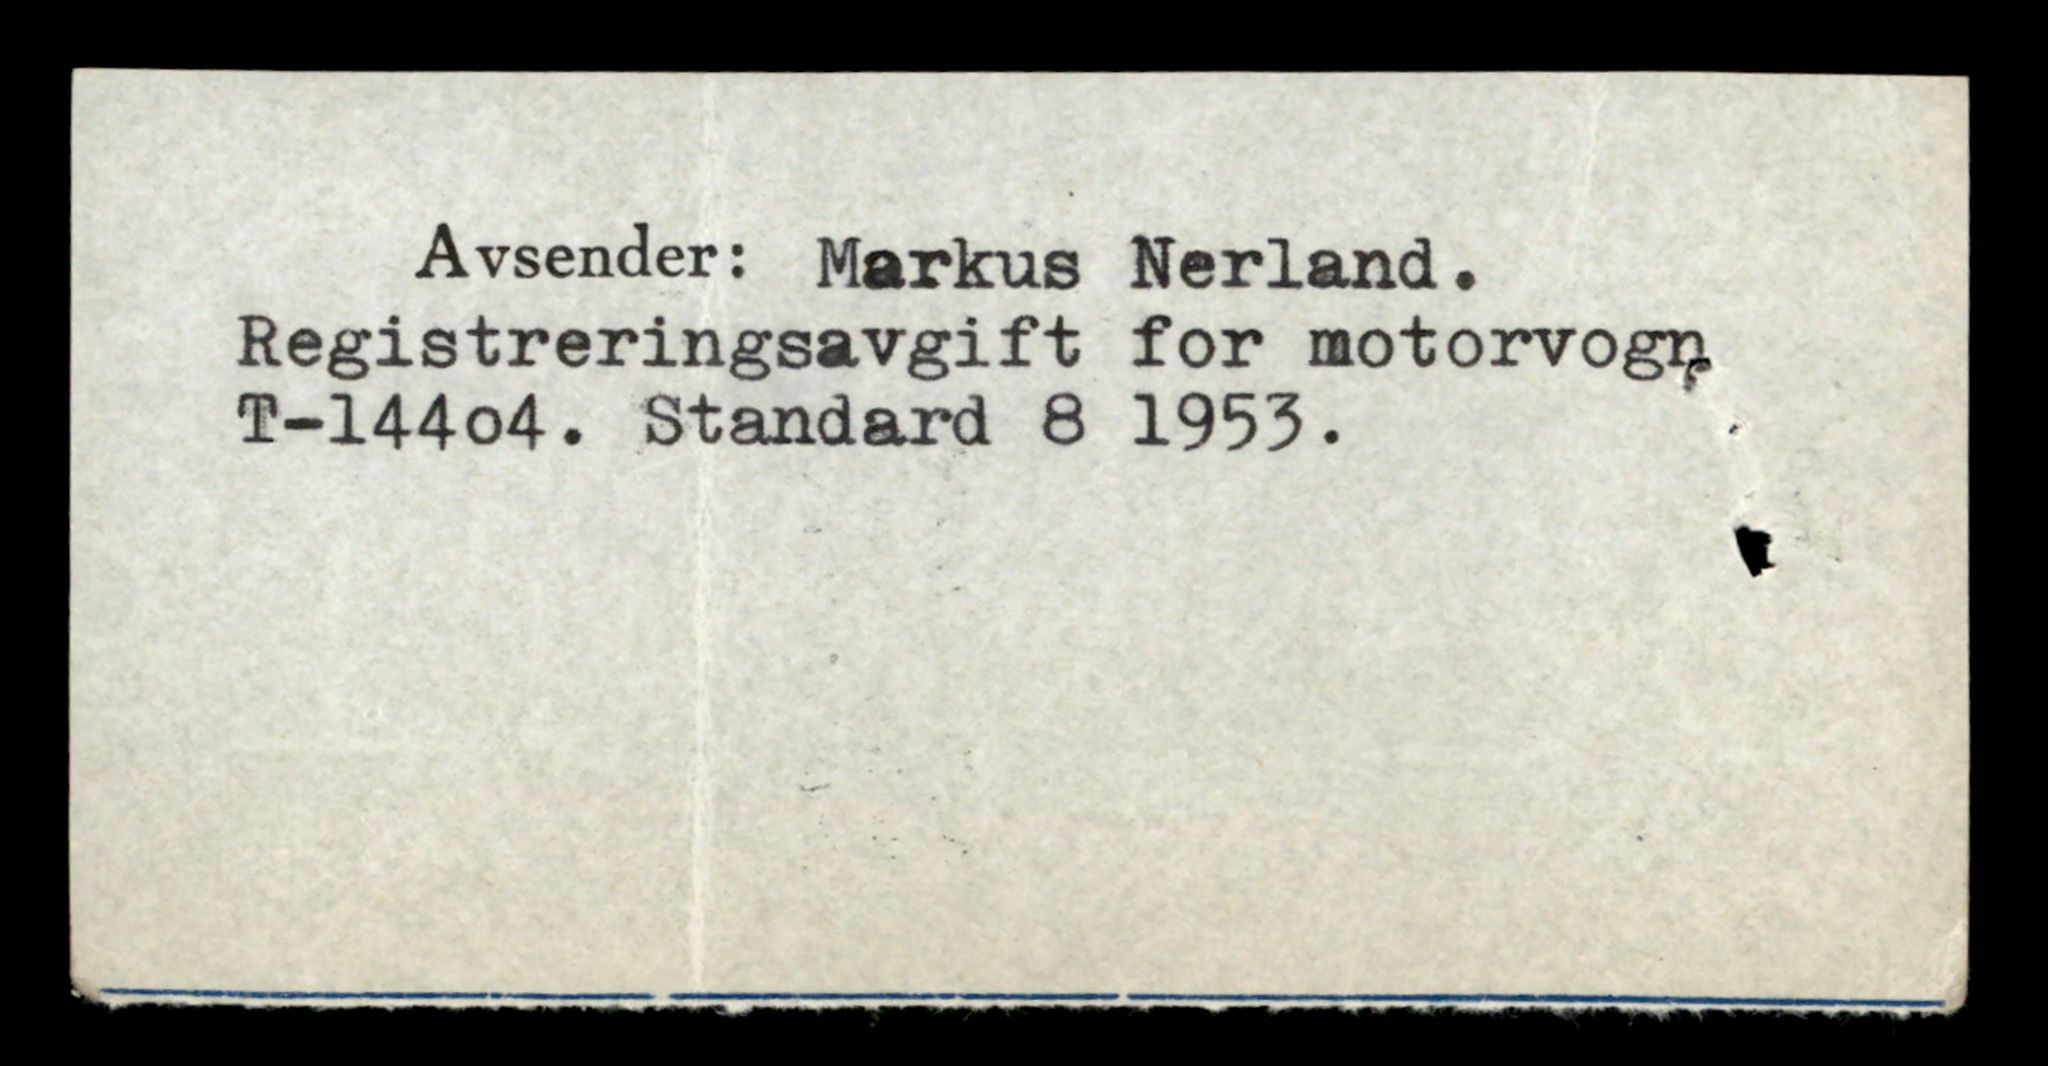 Avsender: Markus Nerland.
Registreringsavgift for motorvogn
T-144o4. Standard 8 1953.